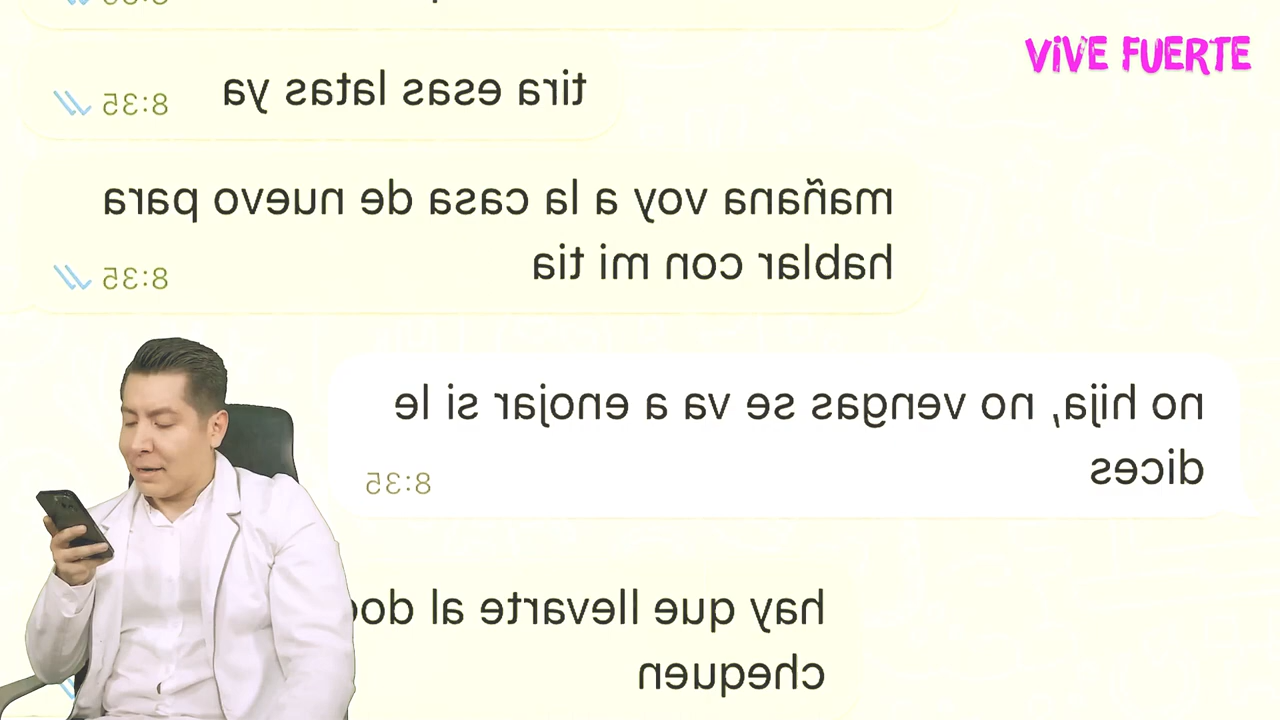 VIVE FUERTE
tira esas latas ya
8:35
mañana voy a la casa de nuevo para
hablar con mi tia
8:35
no hija, no vengas se va a enojar si le
dices
8:35
hay que llevarte al
chequen